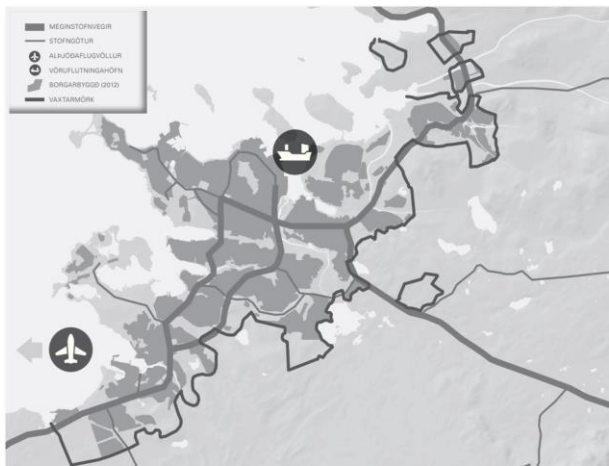 MEGINSTOFNVEGIR
STOFNGÖTUR
ALÞJÓÐAFLUGVÖLLUR
VÖRUFLUTNINGAHÖFN
BORGARBYGGÐ (2012)
VAXTARMÖRK